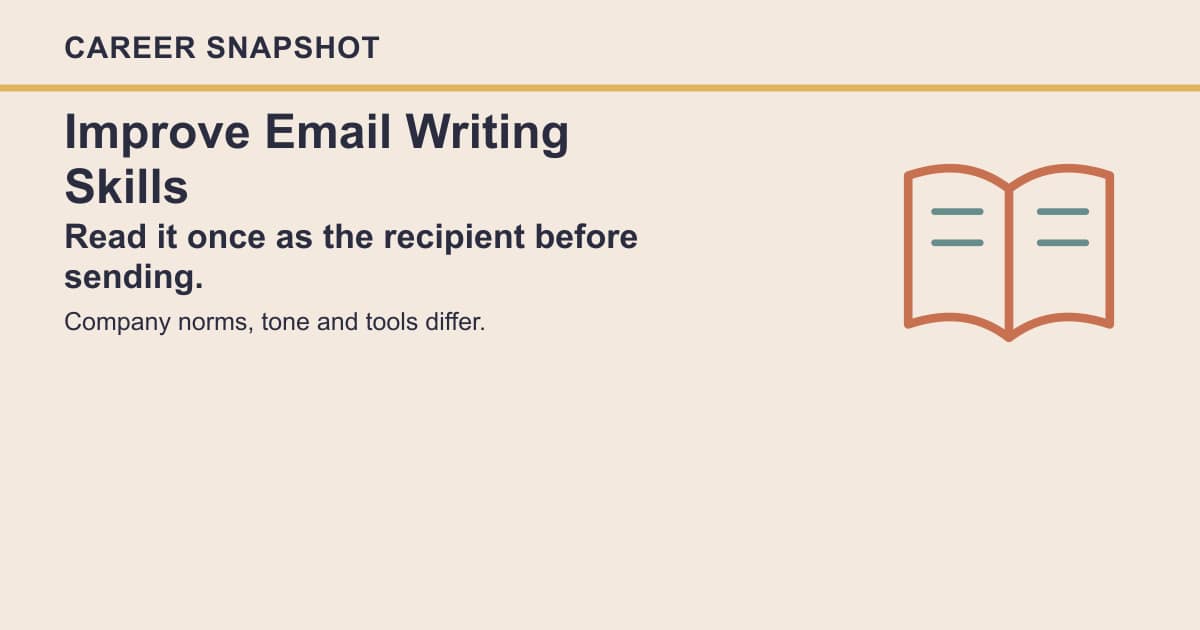 CAREER SNAPSHOT
Improve Email Writing
Skills
Read it once as the recipient before
sending.
Company norms, tone and tools differ.